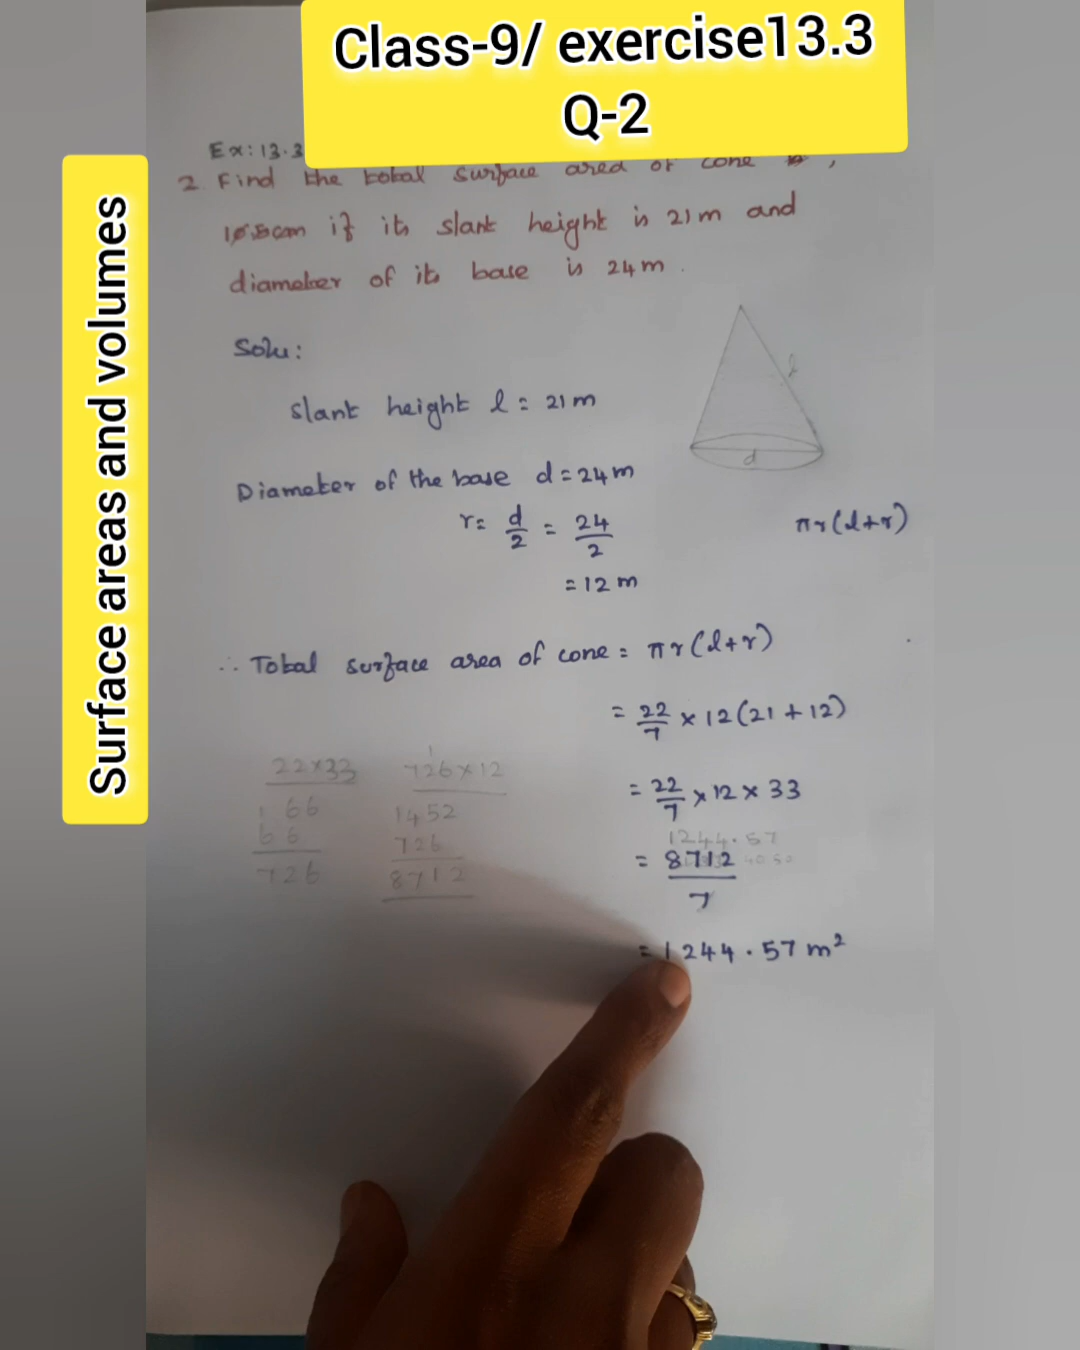 Class-9/ exercise13.3
Q-2
Surface areas and volumes
Ex: 13.3
2. Find the total surface area of cone
if its slant height is 21m and
diameter of its base is 24m.
Solu:
slant height l = 21m
l
d
Diameter of the base d = 24m
r = d/2 = 24/2
πr(l+r)
= 12 m
∴ Total surface area of cone = πr(l+r)
= 22/7 × 12(21 + 12)
= 22/7 × 12 × 33
22×33
66
66
726
1
726×12
1452
726
8712
1244.57
= 8712/7
= 1244.57 m²